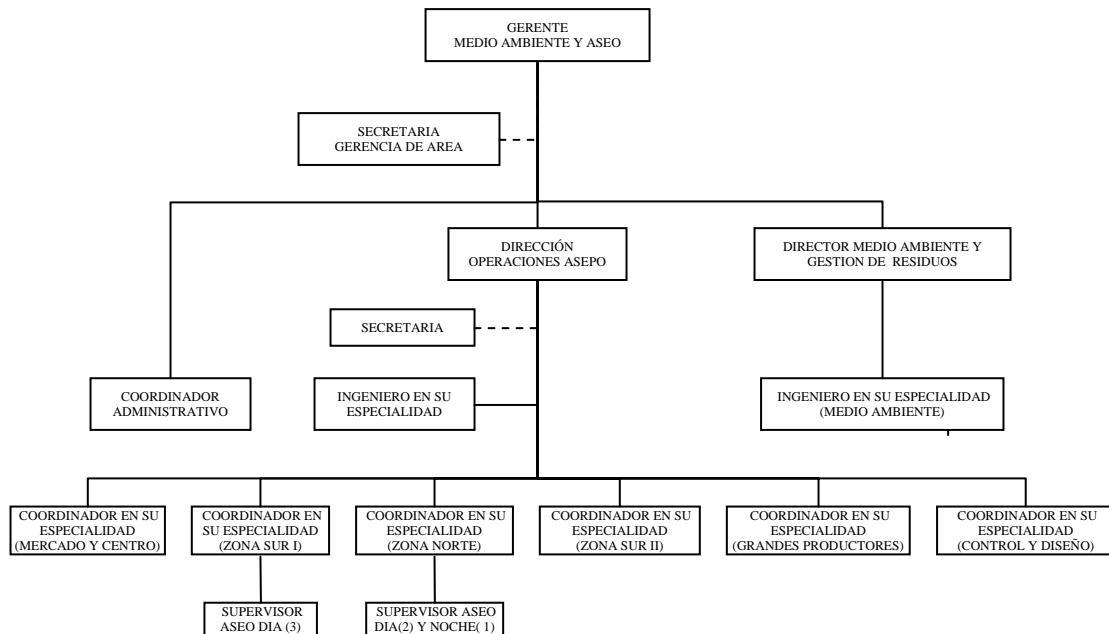 GERENTE
MEDIO AMBIENTE Y ASEO
SECRETARIA
GERENCIA DE AREA
DIRECCIÓN
OPERACIONES ASEPO
DIRECTOR MEDIO AMBIENTE Y
GESTION DE RESIDUOS
SECRETARIA
COORDINADOR
ADMINISTRATIVO
INGENIERO EN SU
ESPECIALIDAD
INGENIERO EN SU ESPECIALIDAD
(MEDIO AMBIENTE)
COORDINADOR EN SU
ESPECIALIDAD
(MERCADO Y CENTRO)
COORDINADOR EN
SU ESPECIALIDAD
(ZONA SUR I)
COORDINADOR EN SU
ESPECIALIDAD
(ZONA NORTE)
COORDINADOR EN SU
ESPECIALIDAD
(ZONA SUR II)
COORDINADOR EN SU
ESPECIALIDAD
(GRANDES PRODUCTORES)
COORDINADOR EN SU
ESPECIALIDAD
(CONTROL Y DISEÑO)
SUPERVISOR
ASEO DIA (3)
SUPERVISOR ASEO
DIA(2) Y NOCHE( 1)